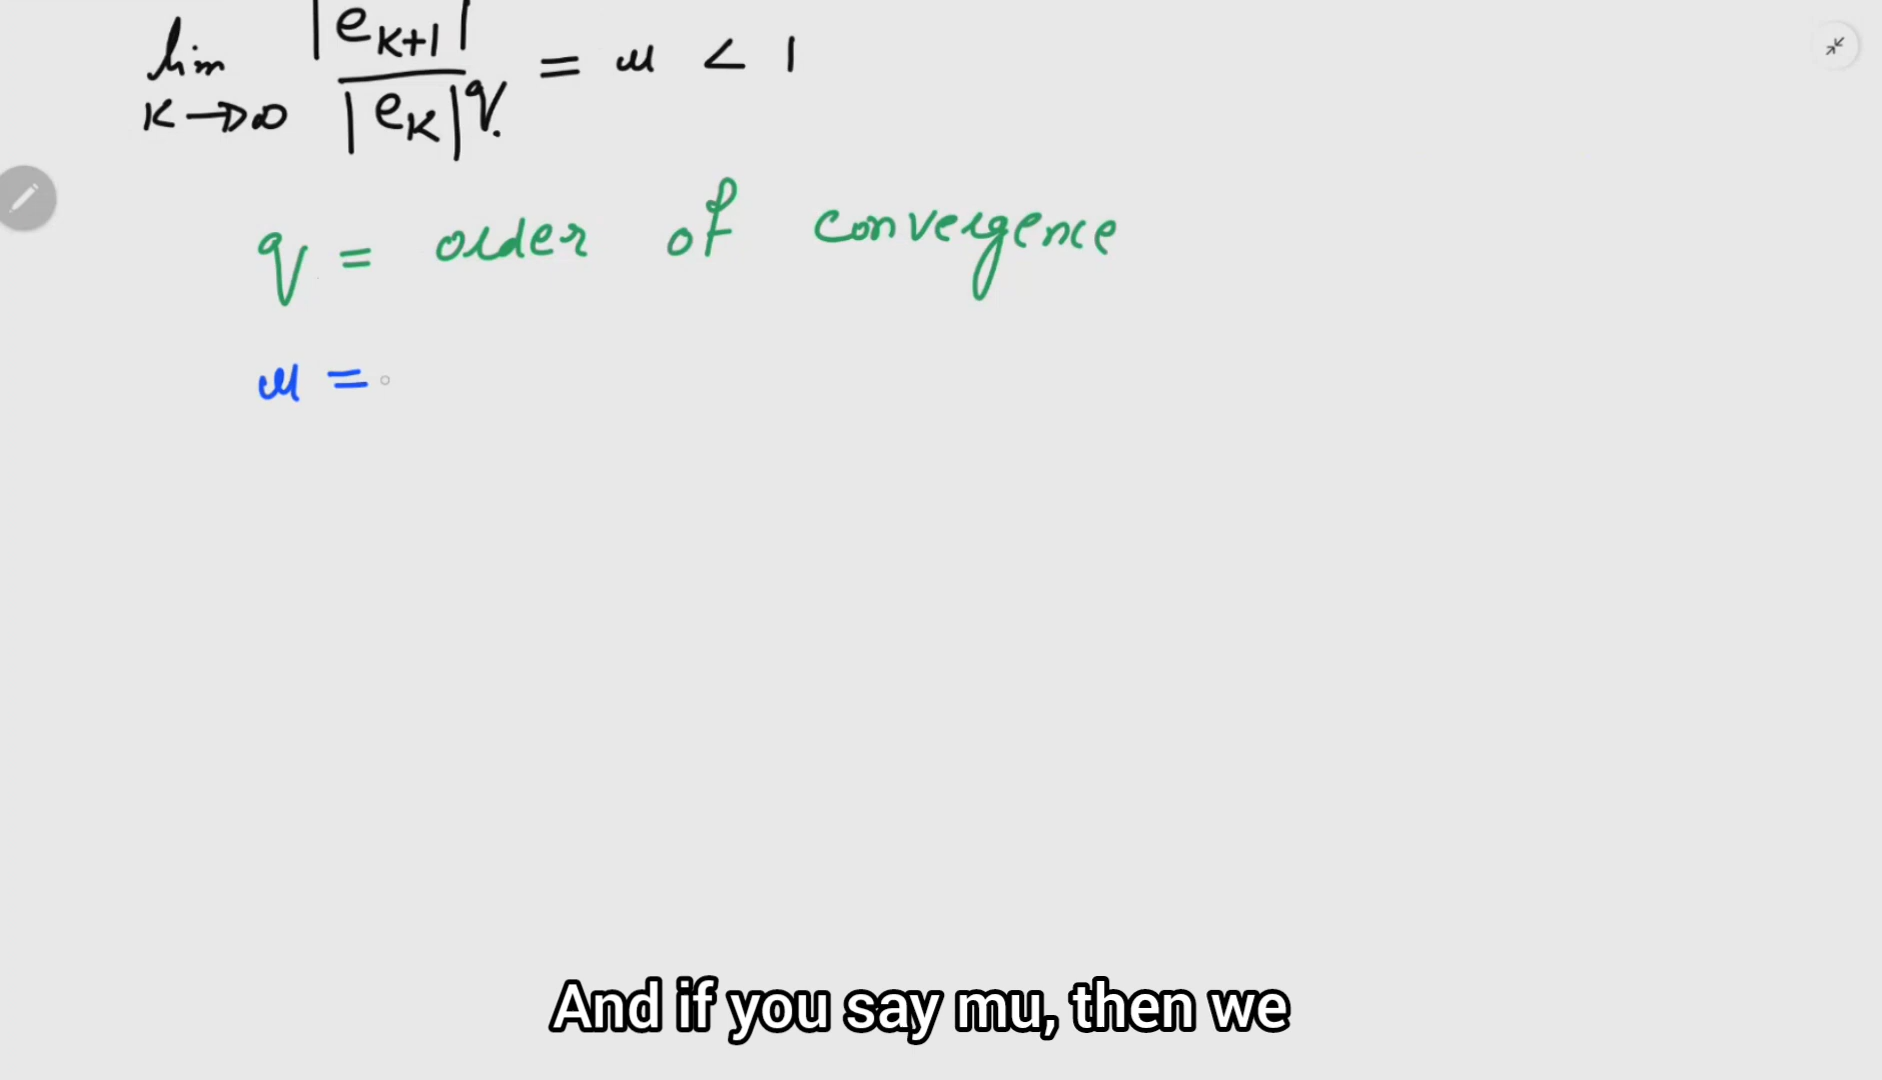 lim |e_{k+1}| / |e_k|^q = μ < 1
k→∞
q = order of convergence
μ =
And if you say mu, then we